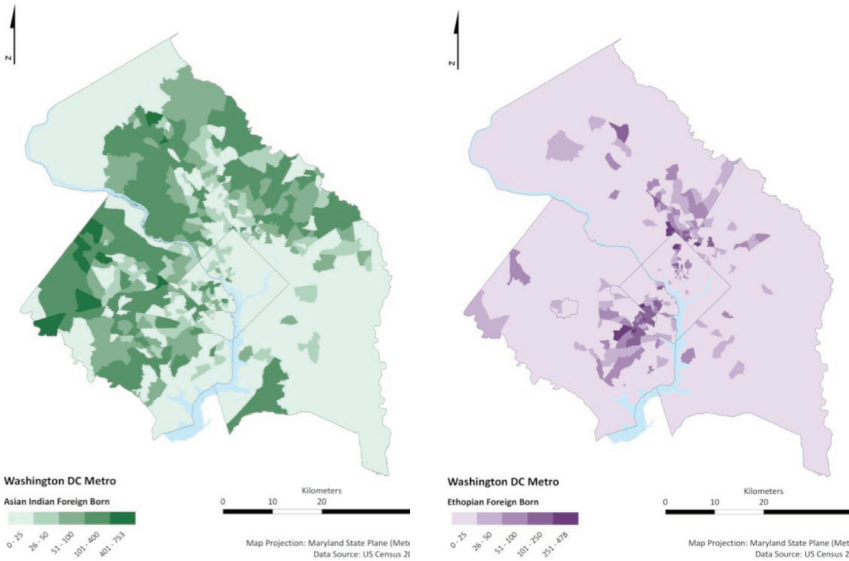 N
Washington DC Metro
Asian Indian Foreign Born
0 - 25
26 - 50
51 - 100
101 - 400
401 - 753
Kilometers
0 10 20
Map Projection: Maryland State Plane (Mete
Data Source: US Census 20
N
Washington DC Metro
Ethopian Foreign Born
0 - 25
26 - 50
51 - 100
101 - 250
251 - 478
Kilometers
0 10 20
Map Projection: Maryland State Plane (Mete
Data Source: US Census 2